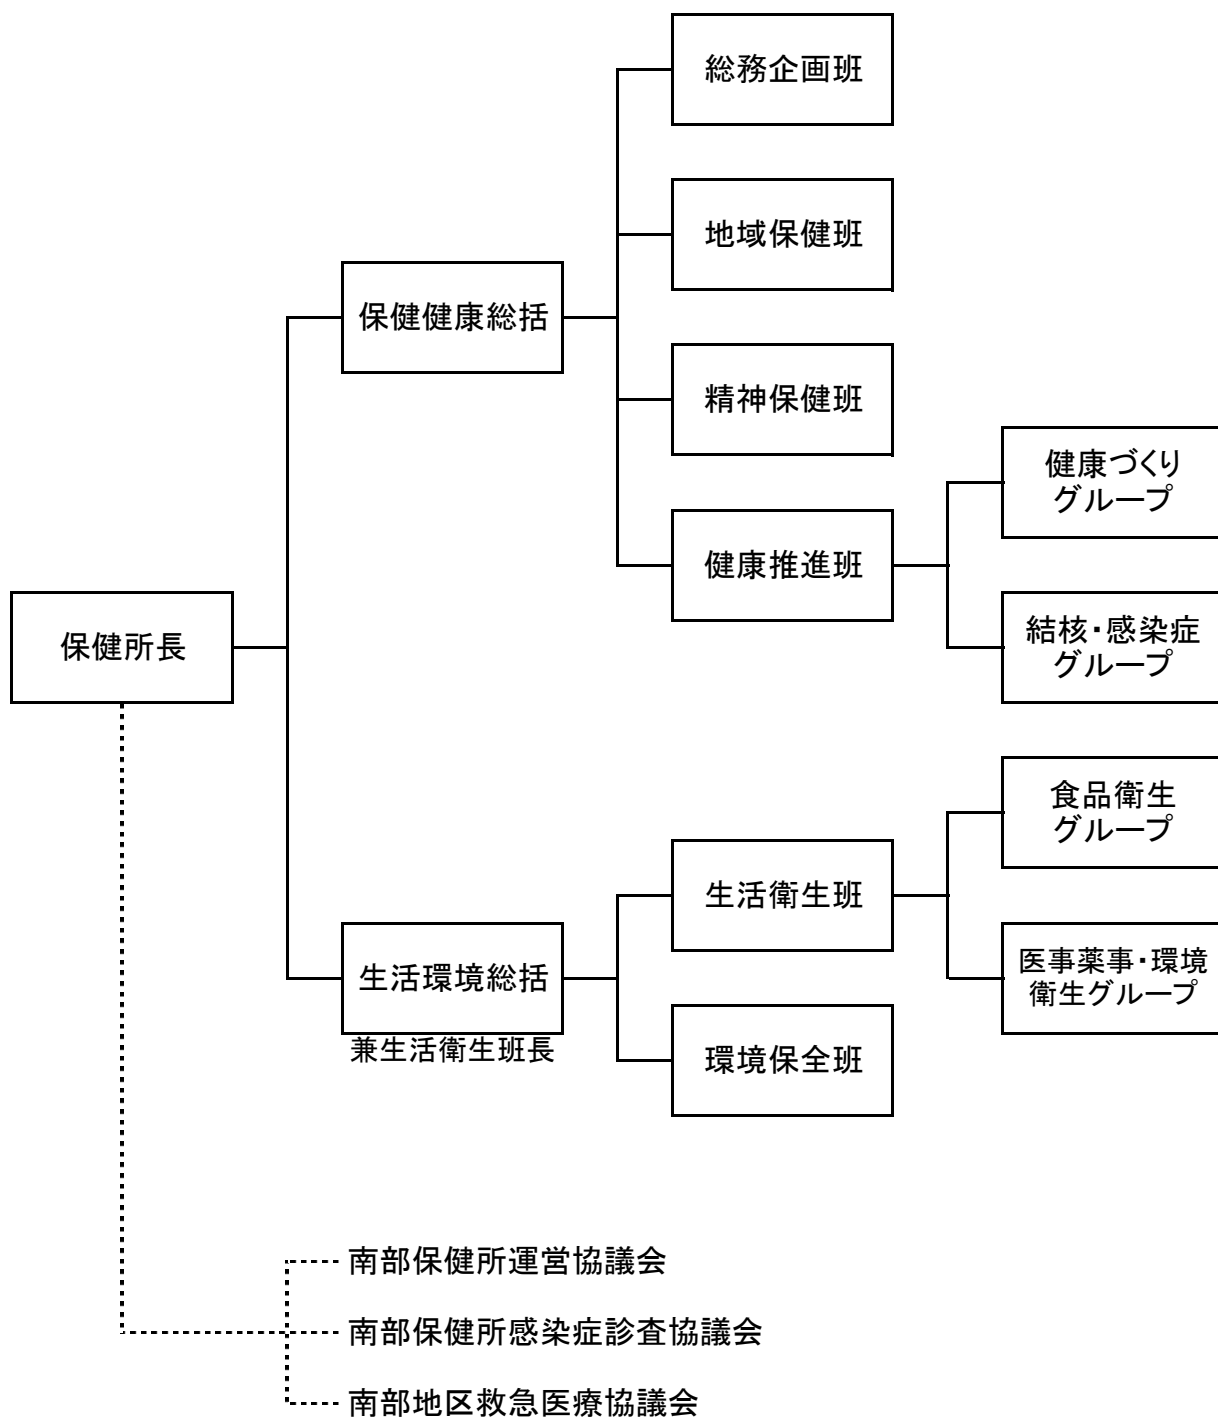 総務企画班
地域保健班
保健健康総括
精神保健班
健康づくり
グループ
健康推進班
結核・感染症
グループ
保健所長
食品衛生
グループ
生活衛生班
医事薬事・環境
衛生グループ
生活環境総括
兼生活衛生班長
環境保全班
南部保健所運営協議会
南部保健所感染症診査協議会
南部地区救急医療協議会